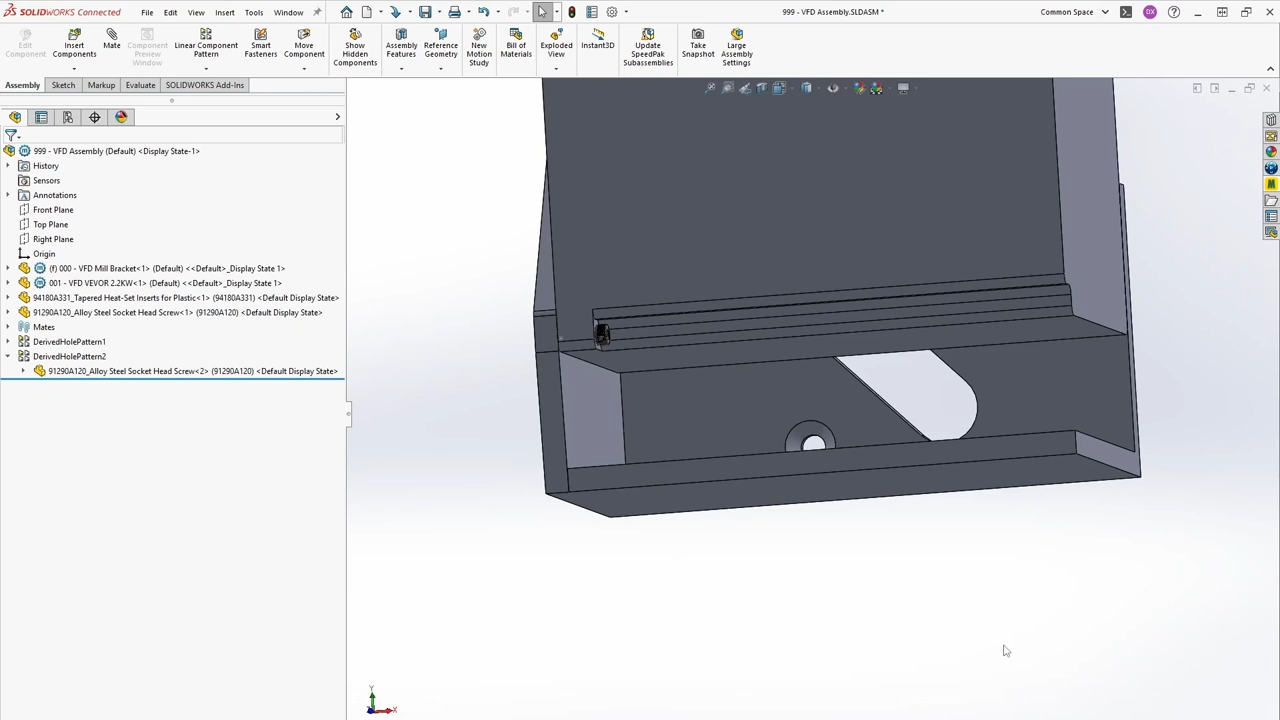 SOLIDWORKS Connected
File
Edit
View
Insert
Tools
Window
999 - VFD Assembly.SLDASM *
Common Space
DX
Edit Component
Insert Components
Mate
Component Preview Window
Linear Component Pattern
Smart Fasteners
Move Component
Show Hidden Components
Assembly Features
Reference Geometry
New Motion Study
Bill of Materials
Exploded View
Instant3D
Update SpeedPak Subassemblies
Take Snapshot
Large Assembly Settings
Assembly
Sketch
Markup
Evaluate
SOLIDWORKS Add-Ins
999 - VFD Assembly (Default) <Display State-1>
History
Sensors
Annotations
Front Plane
Top Plane
Right Plane
Origin
(f) 000 - VFD Mill Bracket<1> (Default) <<Default>_Display State 1>
001 - VFD VEVOR 2.2KW<1> (Default) <<Default>_Display State 1>
94180A331_Tapered Heat-Set Inserts for Plastic<1> (94180A331) <Default Display State>
91290A120_Alloy Steel Socket Head Screw<1> (91290A120) <Default Display State>
Mates
DerivedHolePattern1
DerivedHolePattern2
91290A120_Alloy Steel Socket Head Screw<2> (91290A120) <Default Display State>
Y
X